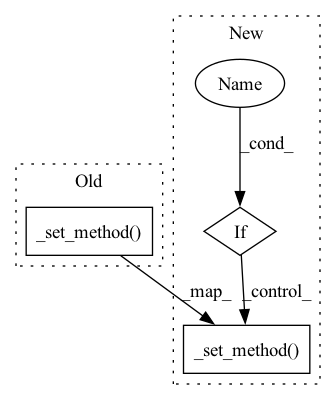 New
Name
_cond_
Old
If
_set_method()
_map_
_control_
_set_method()